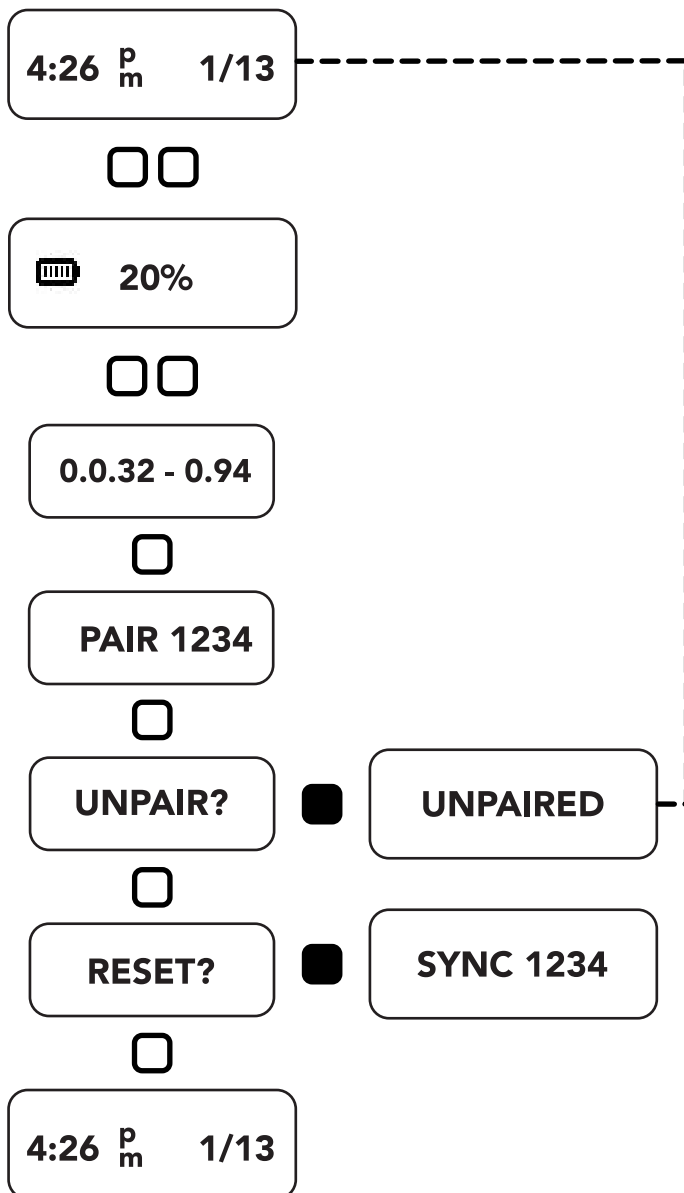 4:26 pm 1/13
20%
0.0.32 - 0.94
PAIR 1234
UNPAIR?
UNPAIRED
RESET?
SYNC 1234
4:26 pm 1/13